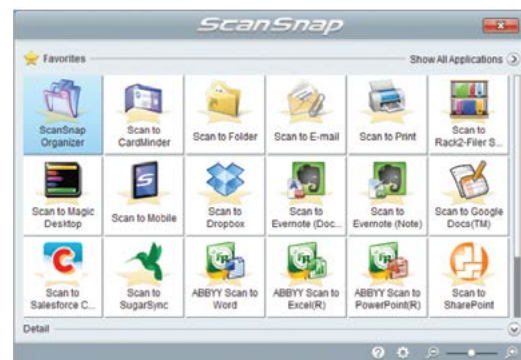 ScanSnap
Favorites
Show All Applications
ScanSnap
Organizer
Scan to
CardMinder
Scan to Folder
Scan to E-mail
Scan to Print
Scan to
Rack2-Filer S...
Scan to Magic
Desktop
Scan to Mobile
Scan to
Dropbox
Scan to
Evernote (Doc...
Scan to
Evernote (Note)
Scan to Google
Docs(TM)
Scan to
Salesforce C...
Scan to
SugarSync
ABBYY Scan to
Word
ABBYY Scan to
Excel(R)
ABBYY Scan to
PowerPoint(R)
Scan to
SharePoint
Detail